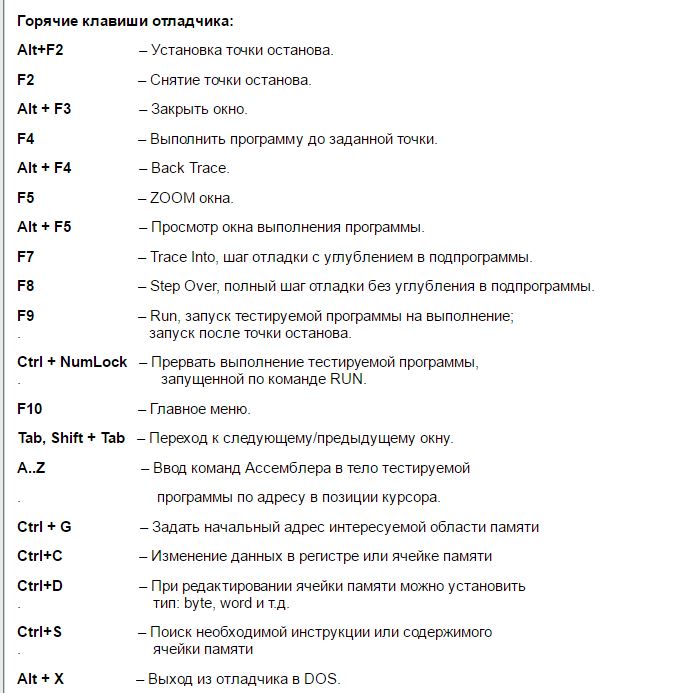 Горячие клавиши отладчика:
Alt+F2 – Установка точки останова.
F2 – Снятие точки останова.
Alt + F3 – Закрыть окно.
F4 – Выполнить программу до заданной точки.
Alt + F4 – Back Trace.
F5 – ZOOM окна.
Alt + F5 – Просмотр окна выполнения программы.
F7 – Trace Into, шаг отладки с углублением в подпрограммы.
F8 – Step Over, полный шаг отладки без углубления в подпрограммы.
F9 – Run, запуск тестируемой программы на выполнение;
. запуск после точки останова.
Ctrl + NumLock – Прервать выполнение тестируемой программы,
. запущенной по команде RUN.
F10 – Главное меню.
Tab, Shift + Tab – Переход к следующему/предыдущему окну.
A..Z – Ввод команд Ассемблера в тело тестируемой
. программы по адресу в позиции курсора.
Ctrl + G – Задать начальный адрес интересуемой области памяти
Ctrl+C – Изменение данных в регистре или ячейке памяти
Ctrl+D – При редактировании ячейки памяти можно установить
. тип: byte, word и т.д.
Ctrl+S – Поиск необходимой инструкции или содержимого
. ячейки памяти
Alt + X – Выход из отладчика в DOS.